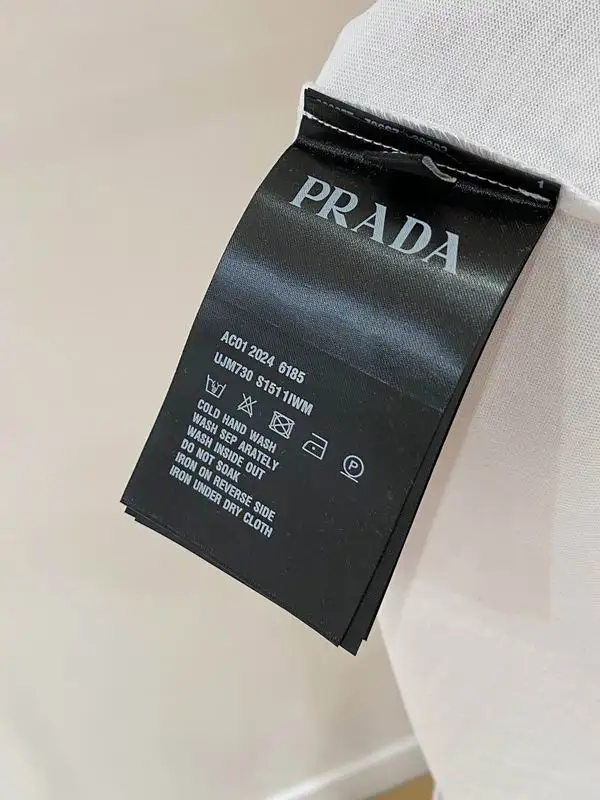 1
PRADA
AC01 2024 6185
UJM730 S1511IWM
P
COLD HAND WASH
WASH SEP ARATELY
WASH INSIDE OUT
DO NOT SOAK
IRON ON REVERSE SIDE
IRON UNDER DRY CLOTH